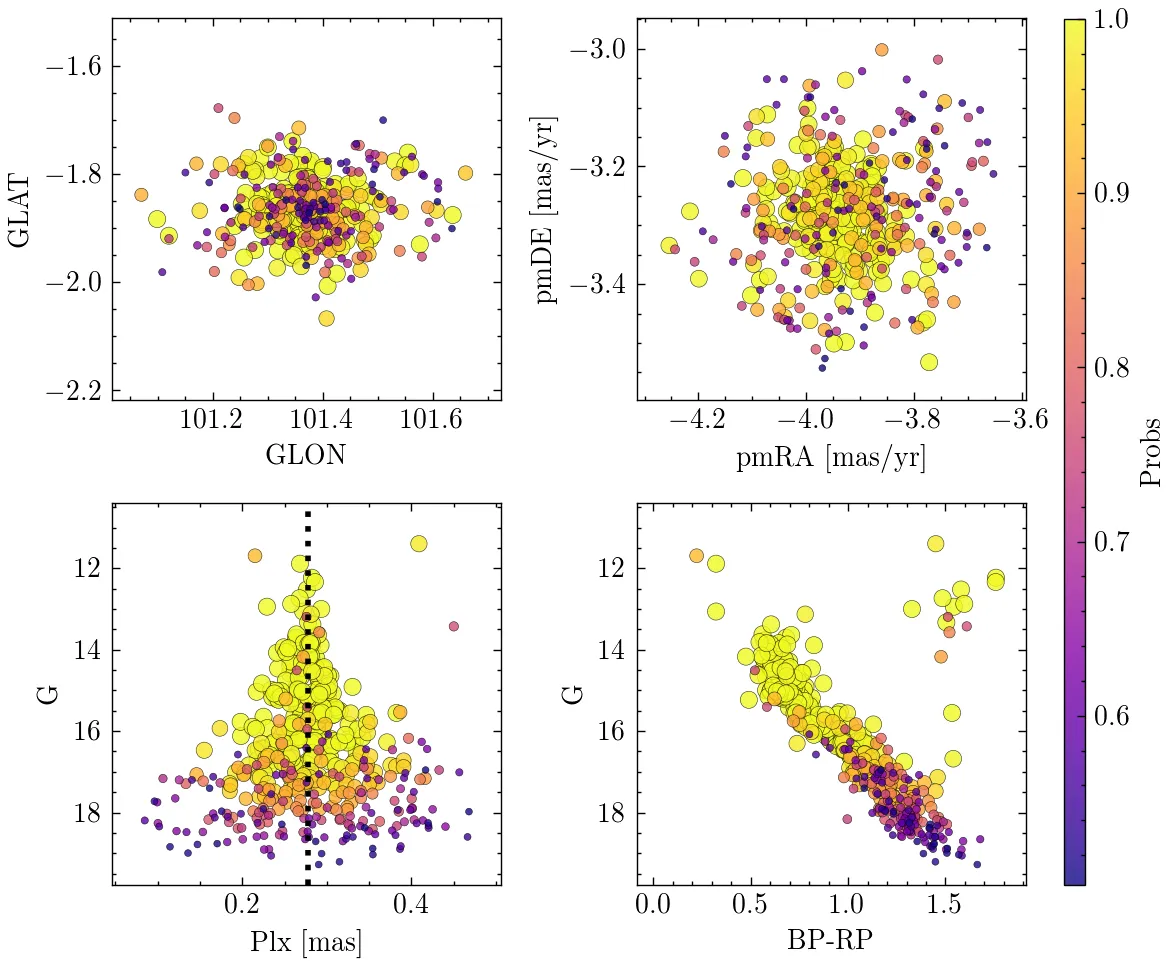 −1.6
−1.8
−2.0
−2.2
GLAT
101.2 101.4 101.6
GLON
−3.0
−3.2
−3.4
pmDE [mas/yr]
−4.2 −4.0 −3.8 −3.6
pmRA [mas/yr]
12
14
16
18
G
0.2 0.4
Plx [mas]
12
14
16
18
G
0.0 0.5 1.0 1.5
BP-RP
1.0
0.9
0.8
0.7
0.6
Probs